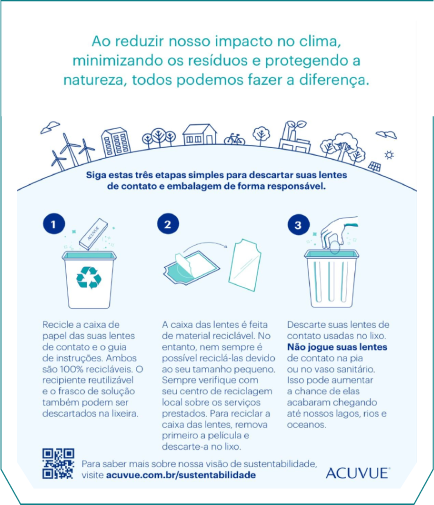 Ao reduzir nosso impacto no clima,
minimizando os resíduos e protegendo a
natureza, todos podemos fazer a diferença.
Siga estas três etapas simples para descartar suas lentes
de contato e embalagem de forma responsável.
1
ACUVUE
Recicle a caixa de
papel das suas lentes
de contato e o guia
de instruções. Ambos
são 100% recicláveis. O
recipiente reutilizável
e o frasco de solução
também podem ser
descartados na lixeira.
2
A caixa das lentes é feita
de material reciclável. No
entanto, nem sempre é
possível reciclá-las devido
ao seu tamanho pequeno.
Sempre verifique com
seu centro de reciclagem
local sobre os serviços
prestados. Para reciclar a
caixa das lentes, remova
primeiro a película e
descarte-a no lixo.
3
Descarte suas lentes de
contato usadas no lixo.
Não jogue suas lentes
de contato na pia
ou no vaso sanitário.
Isso pode aumentar
a chance de elas
acabaram chegando
até nossos lagos, rios e
oceanos.
Para saber mais sobre nossa visão de sustentabilidade,
visite acuvue.com.br/sustentabilidade
ACUVUE